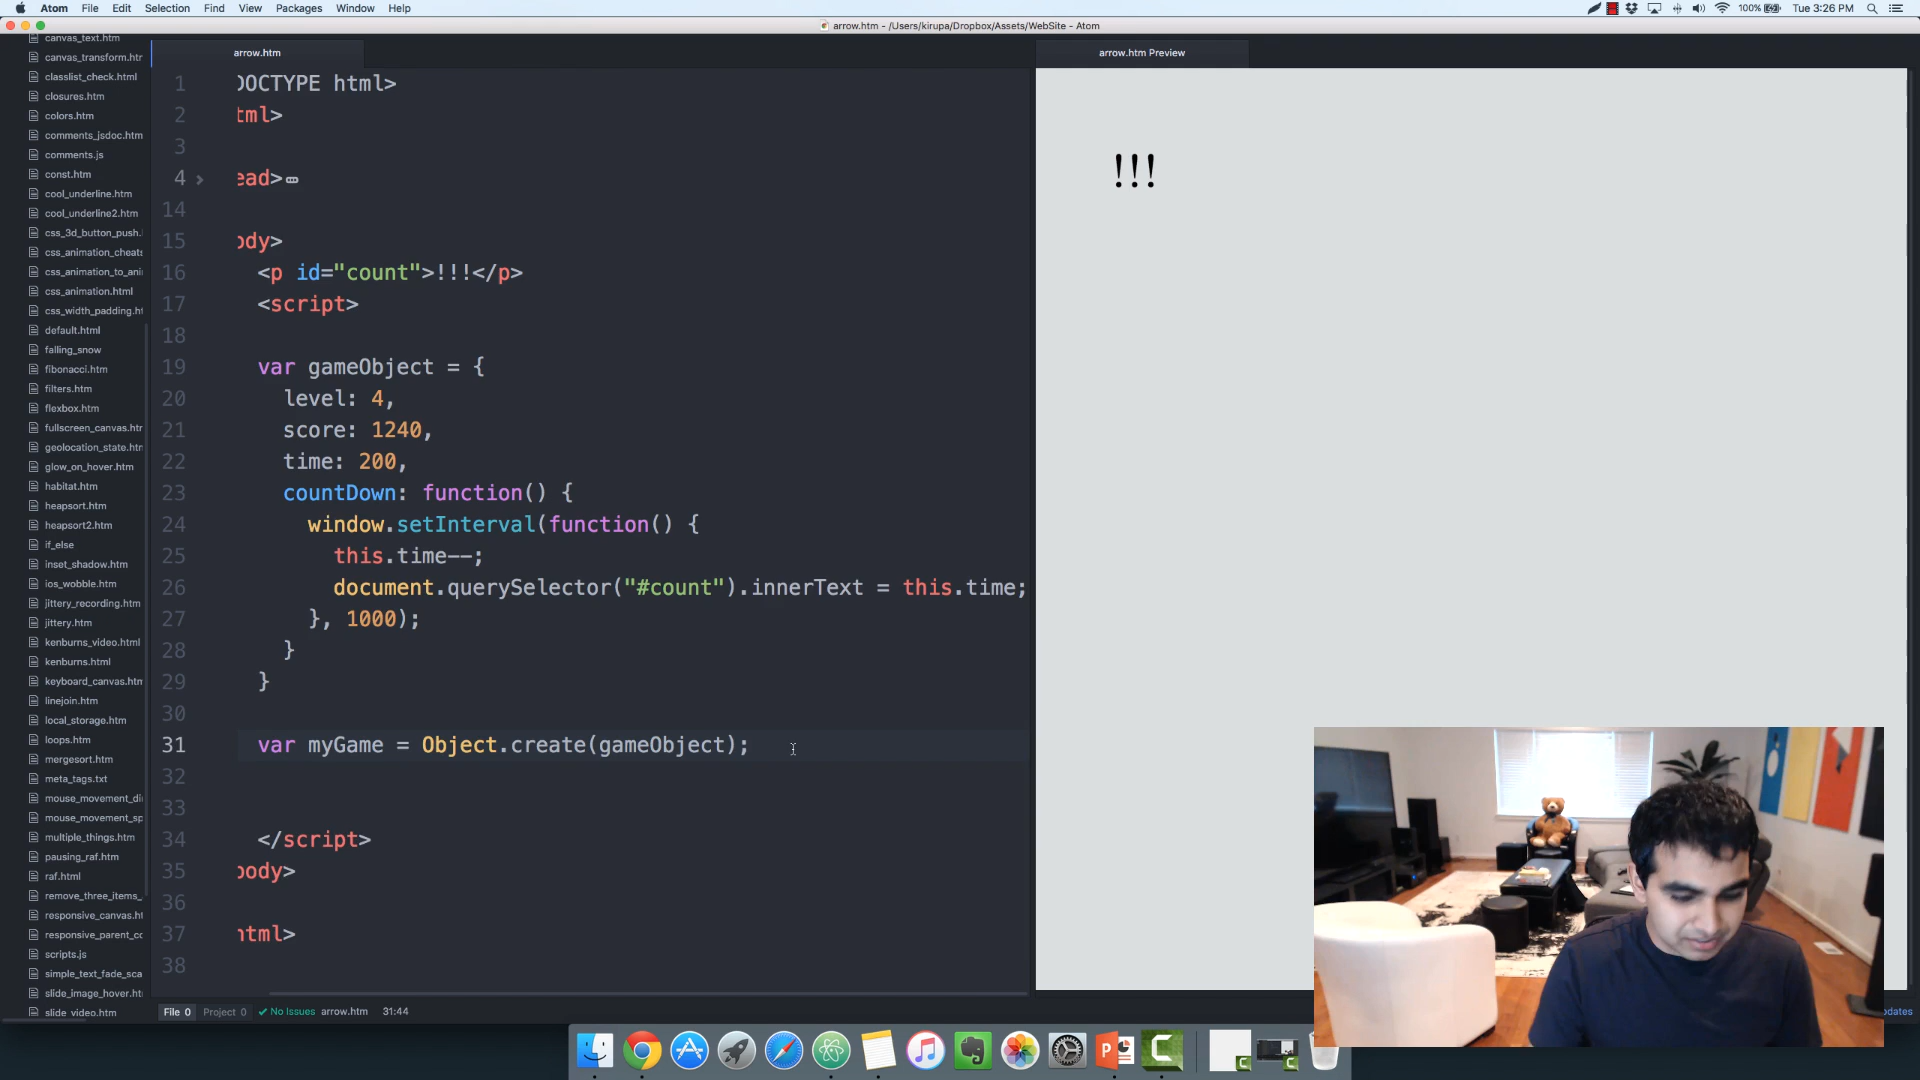 Atom File Edit Selection Find View Packages Window Help 100% Tue 3:26 PM
arrow.htm - /Users/kirupa/Dropbox/Assets/WebSite - Atom
canvas_text.htm
canvas_transform.htm
classlist_check.html
closures.htm
colors.htm
comments_jsdoc.htm
comments.js
const.htm
cool_underline.htm
cool_underline2.htm
css_3d_button_push.
css_animation_cheats
css_animation_to_ani
css_animation.html
css_width_padding.ht
default.html
falling_snow
fibonacci.htm
filters.htm
flexbox.htm
fullscreen_canvas.htm
geolocation_state.htm
glow_on_hover.htm
habitat.htm
heapsort.htm
heapsort2.htm
if_else
inset_shadow.htm
ios_wobble.htm
jittery_recording.htm
jittery.htm
kenburns_video.html
kenburns.html
keyboard_canvas.htm
linejoin.htm
local_storage.htm
loops.htm
mergesort.htm
meta_tags.txt
mouse_movement_di
mouse_movement_sp
multiple_things.htm
pausing_raf.htm
raf.html
remove_three_items_
responsive_canvas.ht
responsive_parent_co
scripts.js
simple_text_fade_sca
slide_image_hover.ht
slide_video.htm
arrow.htm
1 DOCTYPE html>
2 tml>
3
4 ead>
14
15 ody>
16 <p id="count">!!!</p>
17 <script>
18
19 var gameObject = {
20 level: 4,
21 score: 1240,
22 time: 200,
23 countDown: function() {
24 window.setInterval(function() {
25 this.time--;
26 document.querySelector("#count").innerText = this.time;
27 }, 1000);
28 }
29 }
30
31 var myGame = Object.create(gameObject);
32
33
34 </script>
35 body>
36
37 html>
38
File 0 Project 0 No Issues arrow.htm 31:44
arrow.htm Preview
!!!
pdates